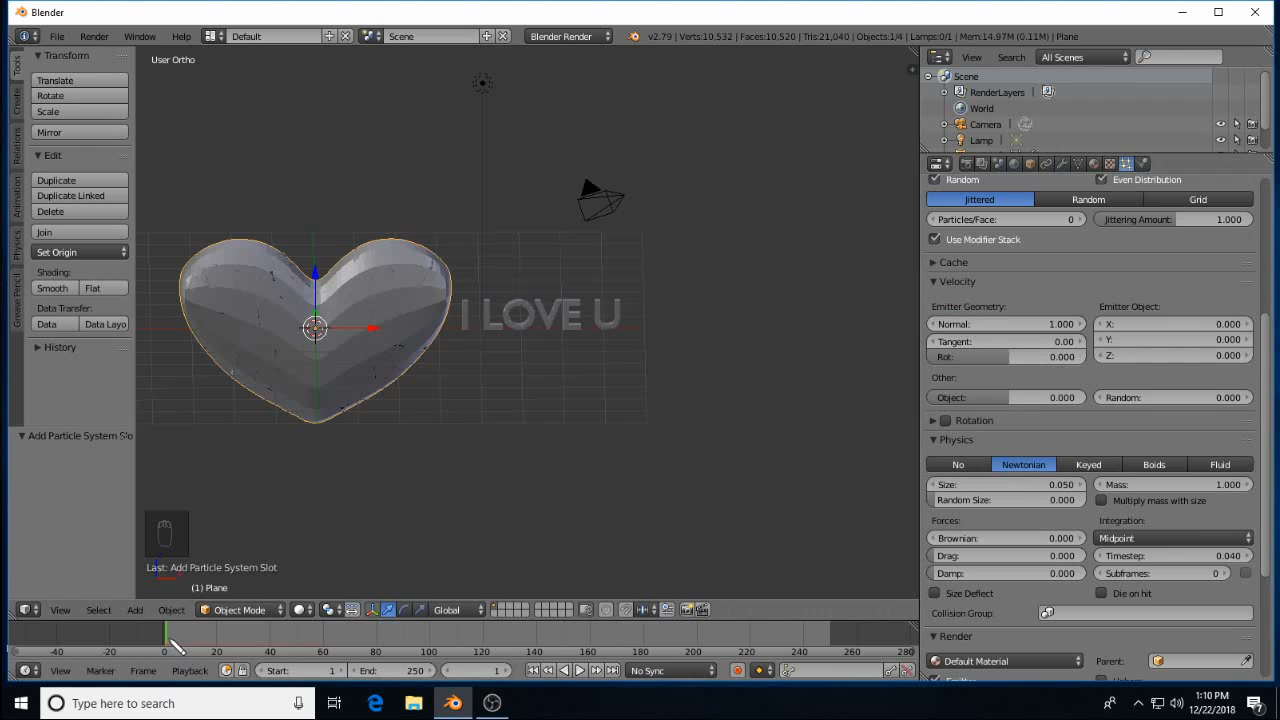 Blender
File Render Window Help Default Scene Blender Render v2.79 | Verts:10,532 | Faces:10,520 | Tris:21,040 | Objects:1/4 | Lamps:0/1 | Mem:14.97M (0.11M) | Plane
Tools
Create
Relations
Animation
Physics
Grease Pencil
Transform
Translate
Rotate
Scale
Mirror
Edit
Duplicate
Duplicate Linked
Delete
Join
Set Origin
Shading:
Smooth Flat
Data Transfer:
Data Data Layo
History
Add Particle System Slo
User Ortho
I LOVE U
Last: Add Particle System Slot
(1) Plane
View Search All Scenes
Scene
RenderLayers
World
Camera
Lamp
Random Even Distribution
Jittered Random Grid
Particles/Face: 0 Jittering Amount: 1.000
Use Modifier Stack
Cache
Velocity
Emitter Geometry: Emitter Object:
Normal: 1.000 X: 0.000
Tangent: 0.00 Y: 0.000
Rot: 0.000 Z: 0.000
Other:
Object: 0.000 Random: 0.000
Rotation
Physics
No Newtonian Keyed Boids Fluid
Size: 0.050 Mass: 1.000
Random Size: 0.000 Multiply mass with size
Forces: Integration:
Brownian: 0.000 Midpoint
Drag: 0.000 Timestep: 0.040
Damp: 0.000 Subframes: 0
Size Deflect Die on hit
Collision Group:
Render
Default Material Parent:
View Select Add Object Object Mode Global
-40 -20 0 20 40 60 80 100 120 140 160 180 200 220 240 260 280
View Marker Frame Playback Start: 1 End: 250 1 No Sync
Type here to search
1:10 PM
12/22/2018
7